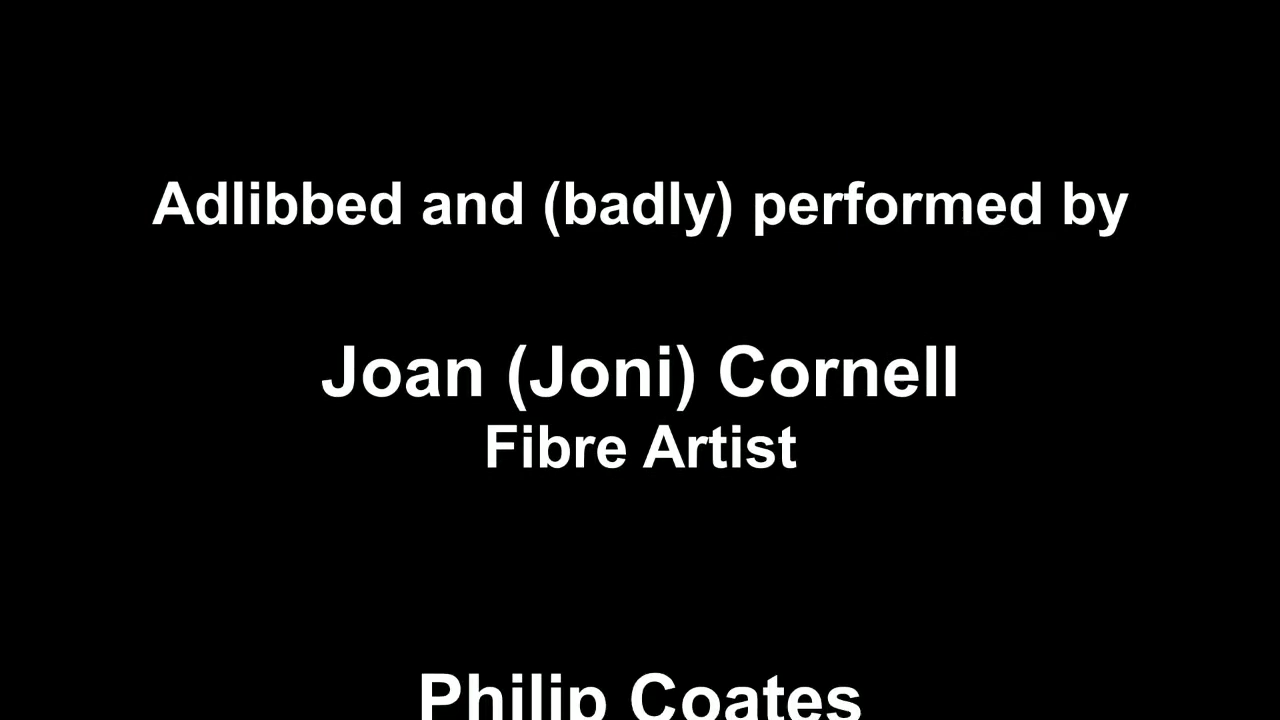 Adlibbed and (badly) performed by
Joan (Joni) Cornell
Fibre Artist
Philip Coates